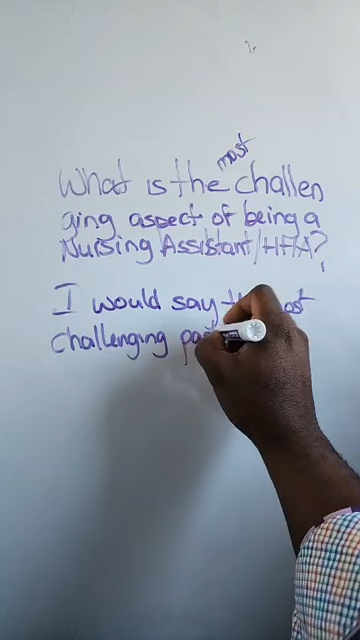 What is the most challen
ging aspect of being a
Nursing Assistant/HHA?
I would say
challenging